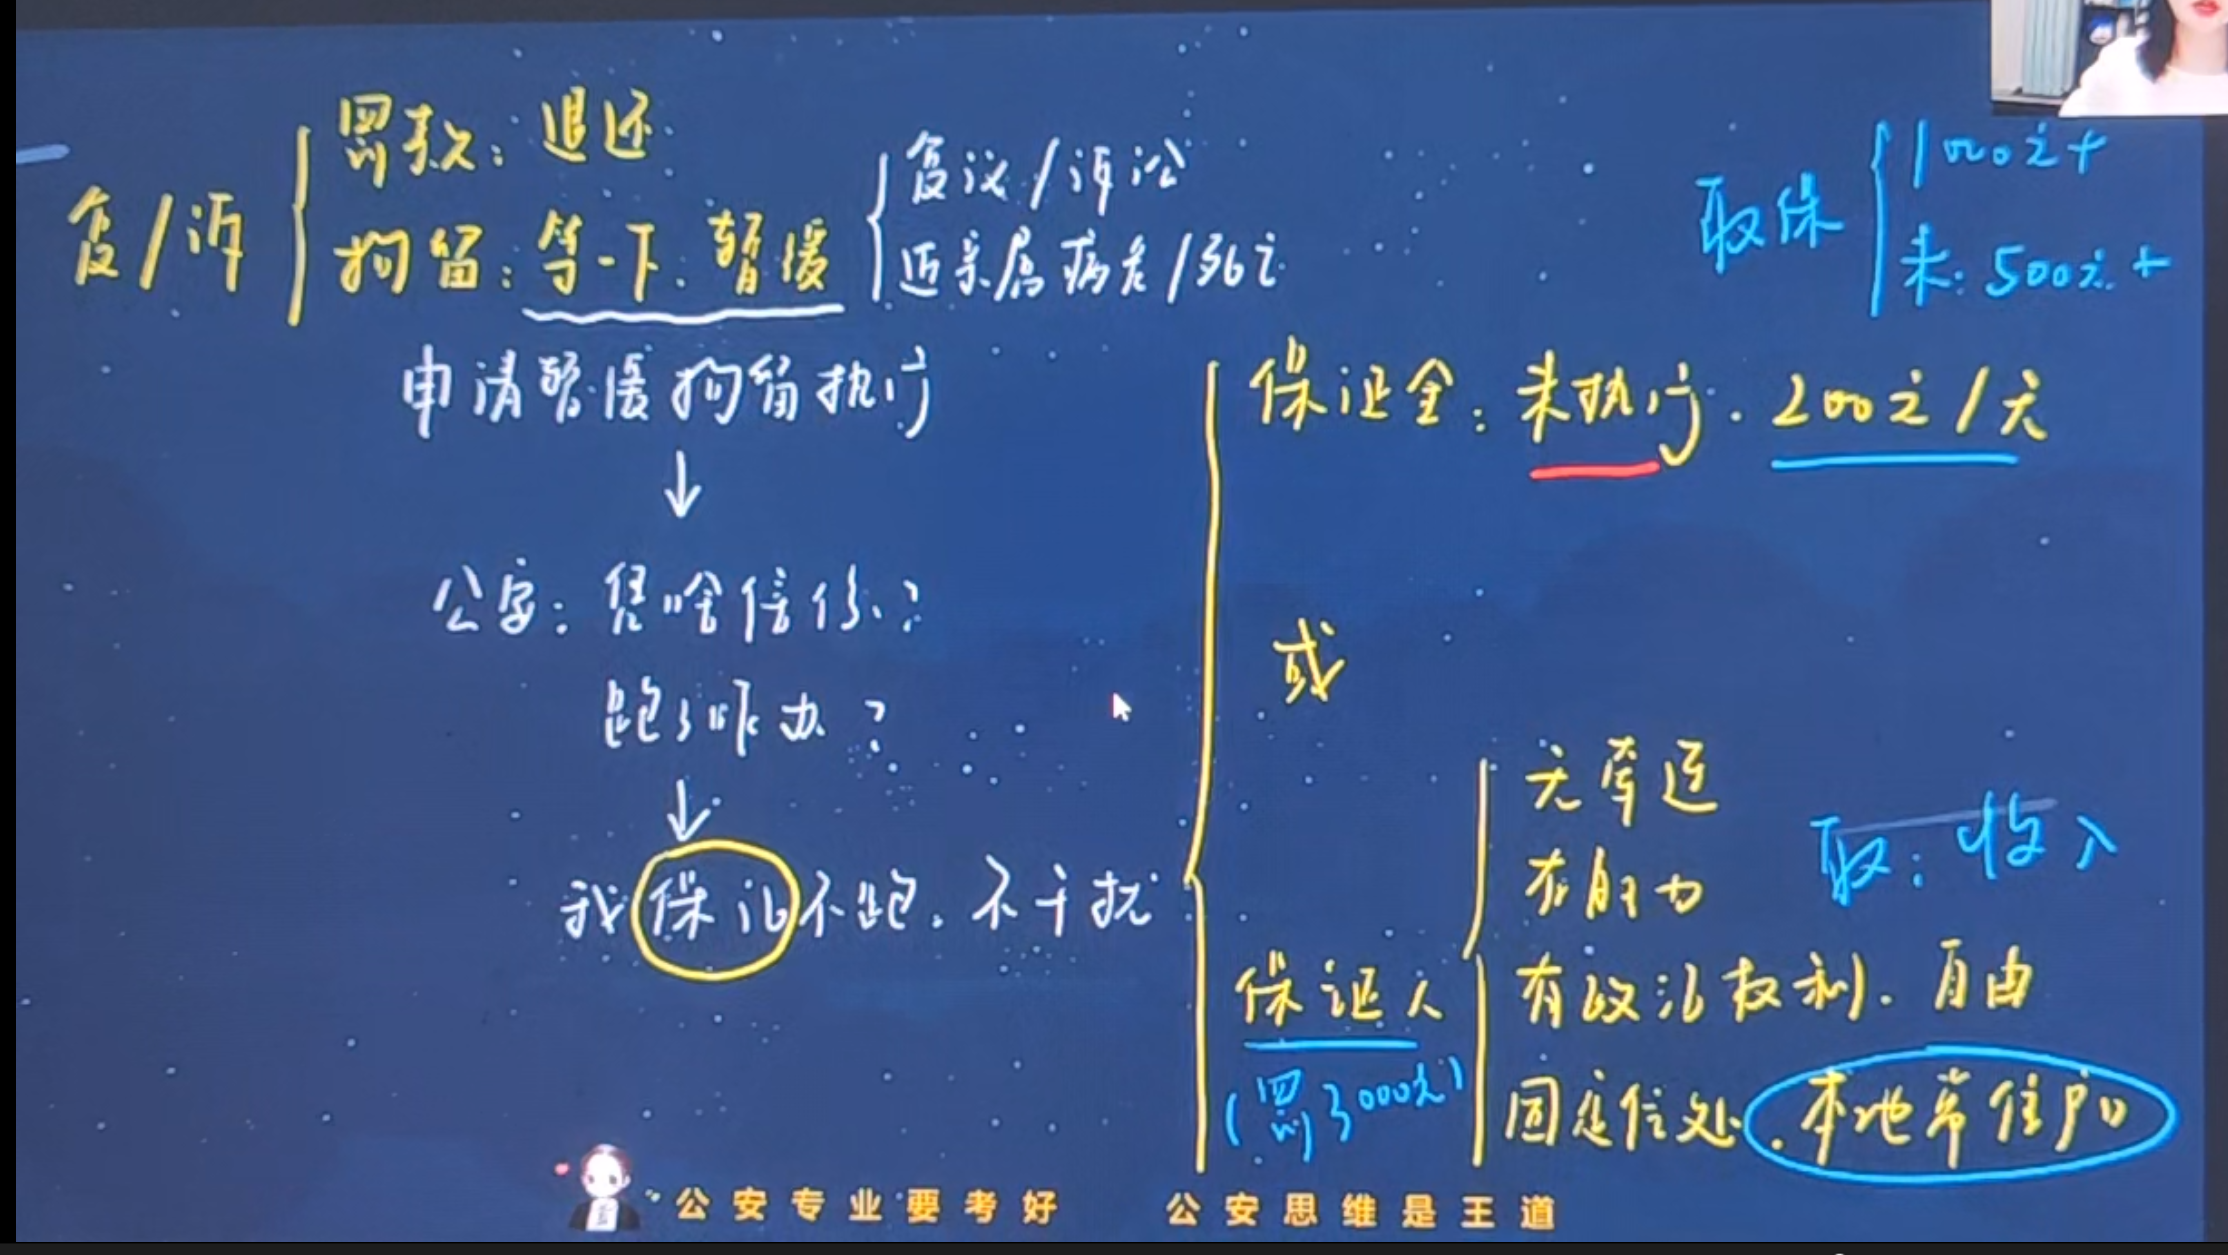 复/诉
罚款：退还
拘留：等一下．暂缓
复议/诉讼
近亲属病危/
取保
1000元+
未：500元+
申请暂缓拘留执行
↓
公安：凭啥信你？
跑了咋办？
↓
我保证不跑．不干扰
保证金：未执行．200元/天
或
保证人
(罚3000元)
无牵连
有能力
取：收入
有政治权利．自由
固定住处．本地常住户口
公安专业要考好 公安思维是王道